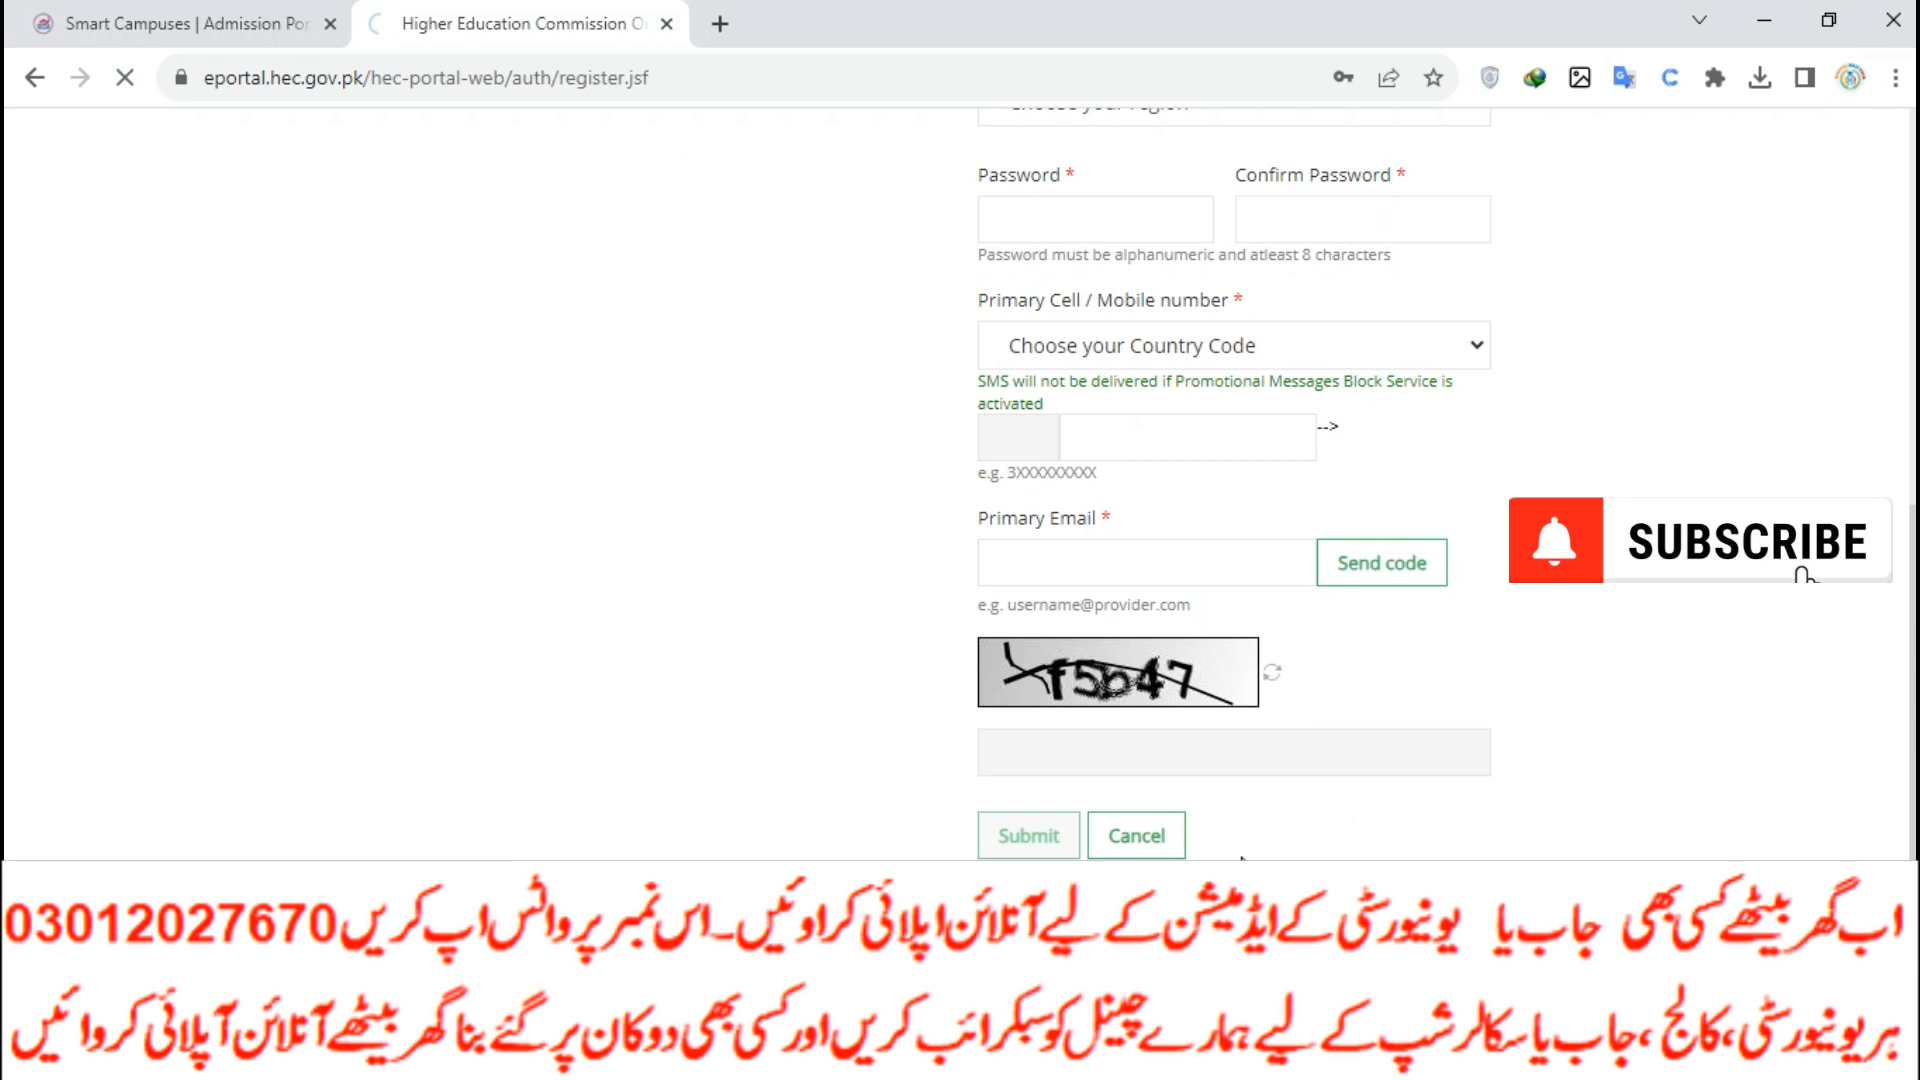 Smart Campuses | Admission Por
Higher Education Commission O
eportal.hec.gov.pk/hec-portal-web/auth/register.jsf
Choose your region
Password *
Confirm Password *
Password must be alphanumeric and atleast 8 characters
Primary Cell / Mobile number *
Choose your Country Code
SMS will not be delivered if Promotional Messages Block Service is
activated
-->
e.g. 3XXXXXXXXX
Primary Email *
Send code
e.g. username@provider.com
SUBSCRIBE
f5b47
Submit
Cancel
اب گھر بیٹھے کسی بھی جاب یا یونیورسٹی کے ایڈمیشن کے لیے آنلائن اپلائی کراوئیں۔اس نمبر پر واٹس اپ کریں 03012027670
ہر یونیورسٹی، کالج ،جاب یا سکالرشپ کے لیے ہمارے چینل کو سبکرائب کریں اور کسی بھی دوکان پر گئے بنا گھر بیٹھے آنلائن آپلائی کروائیں